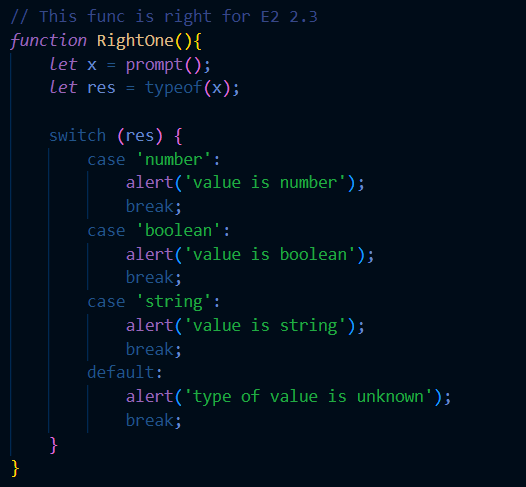 // This func is right for E2 2.3
function RightOne(){
    let x = prompt();
    let res = typeof(x);

    switch (res) {
        case 'number':
            alert('value is number');
            break;
        case 'boolean':
            alert('value is boolean');
            break;
        case 'string':
            alert('value is string');
            break;
        default:
            alert('type of value is unknown');
            break;
    }
}